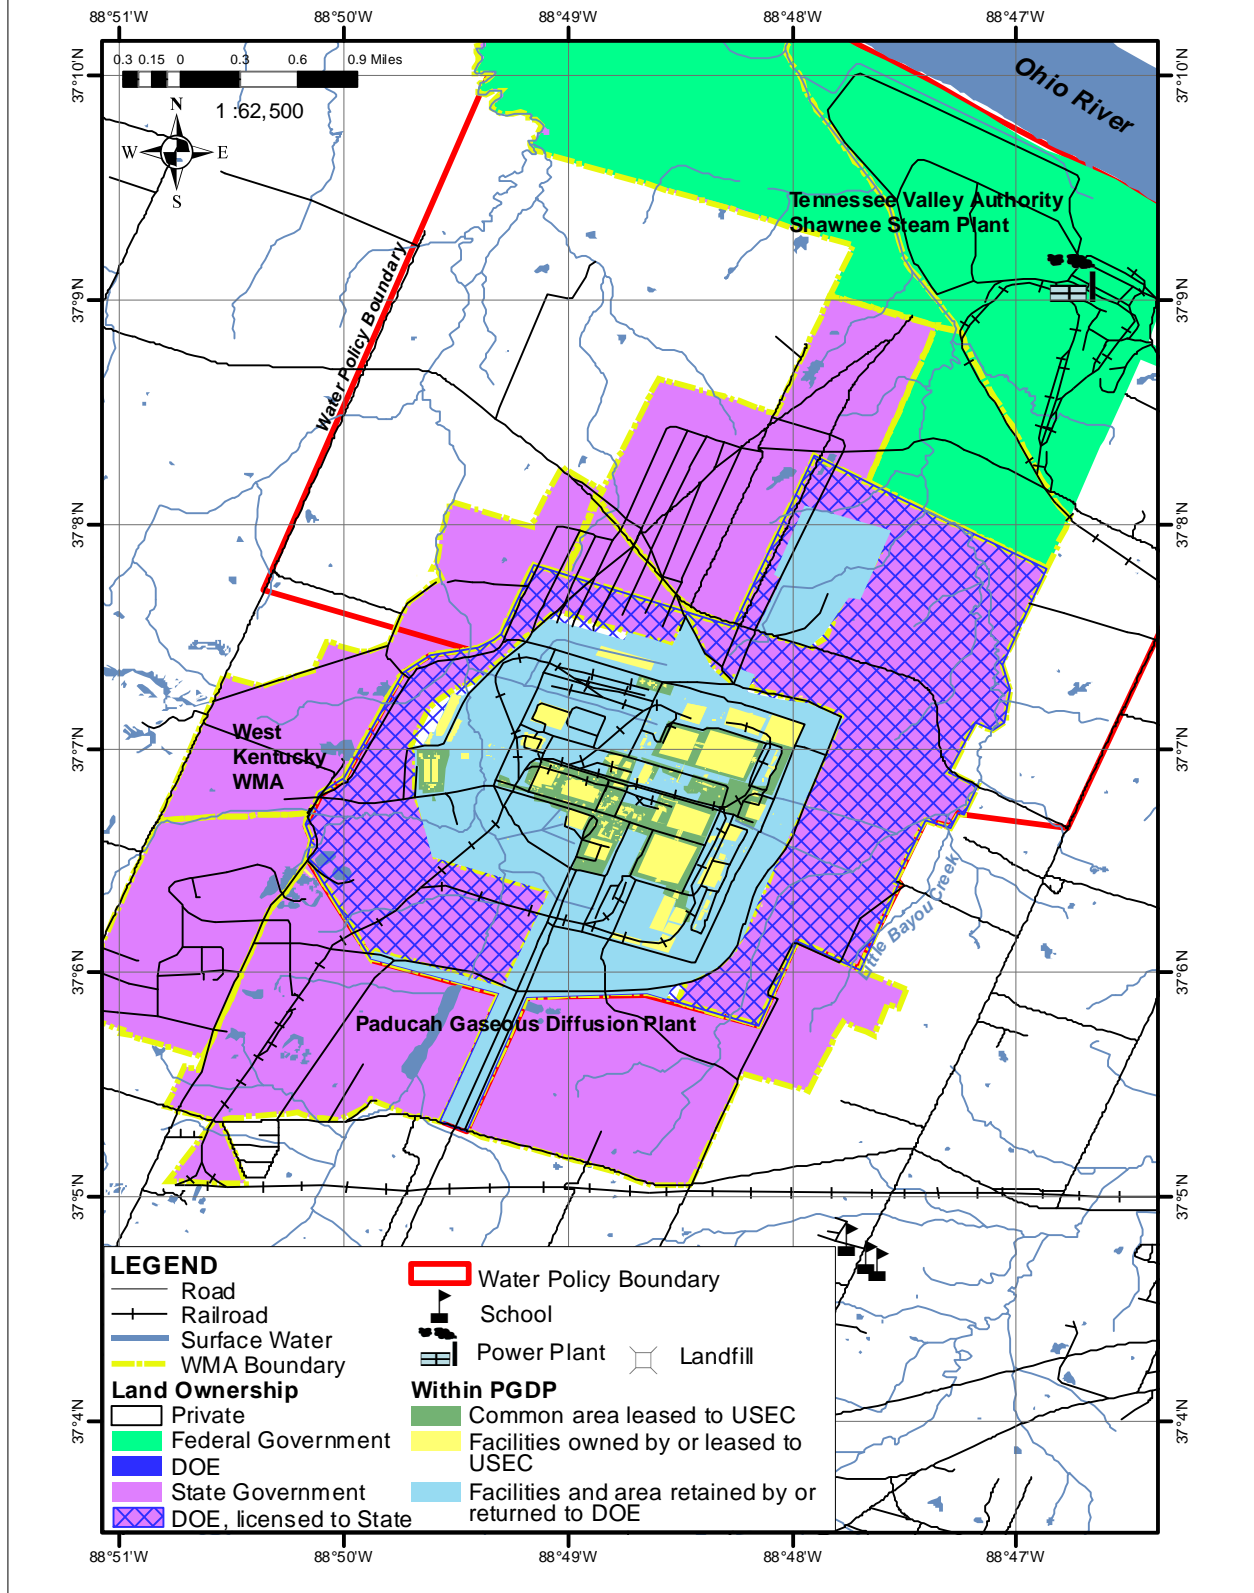 88°51'W 88°50'W 88°49'W 88°48'W 88°47'W
0.3 0.15 0 0.3 0.6 0.9 Miles
1 :62,500
N
W E
S
Ohio River
Tennessee Valley Authority
Shawnee Steam Plant
Water Policy Boundary
37°10'N 37°10'N
37°9'N 37°9'N
37°8'N 37°8'N
37°7'N 37°7'N
West
Kentucky
WMA
Little Bayou Creek
37°6'N 37°6'N
Paducah Gaseous Diffusion Plant
37°5'N 37°5'N
37°4'N 37°4'N
LEGEND
Road
Railroad
Surface Water
WMA Boundary
Land Ownership
Private
Federal Government
DOE
State Government
DOE, licensed to State
Water Policy Boundary
School
Power Plant Landfill
Within PGDP
Common area leased to USEC
Facilities owned by or leased to
USEC
Facilities and area retained by or
returned to DOE
88°51'W 88°50'W 88°49'W 88°48'W 88°47'W